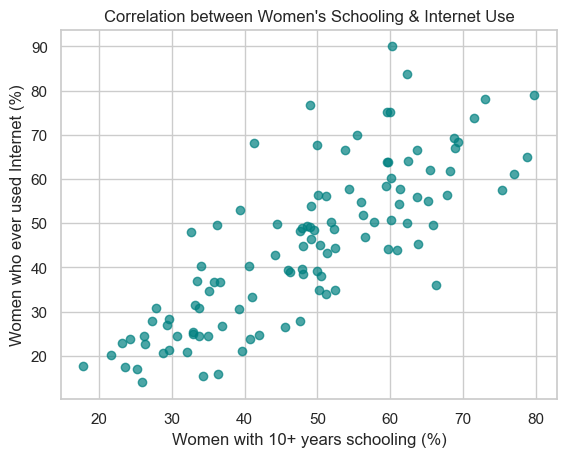 Correlation between Women's Schooling & Internet Use
Women who ever used Internet (%)
90
80
70
60
50
40
30
20
20 30 40 50 60 70 80
Women with 10+ years schooling (%)